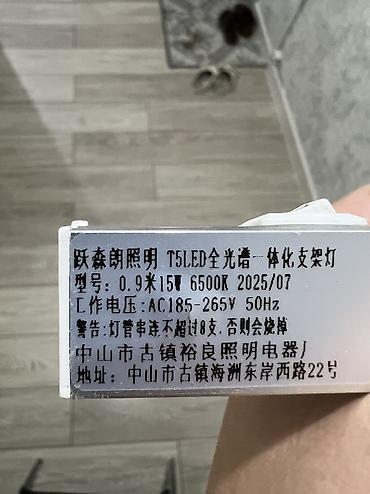 跃森朗照明 T5LED全光谱一体化支架灯
型号: 0.9米15W 6500K 2025/07
工作电压:AC185-265V 50Hz
警告:灯管串连不超过8支,否则会烧掉
中山市古镇裕良照明电器厂
地址: 中山市古镇海洲东岸西路22号